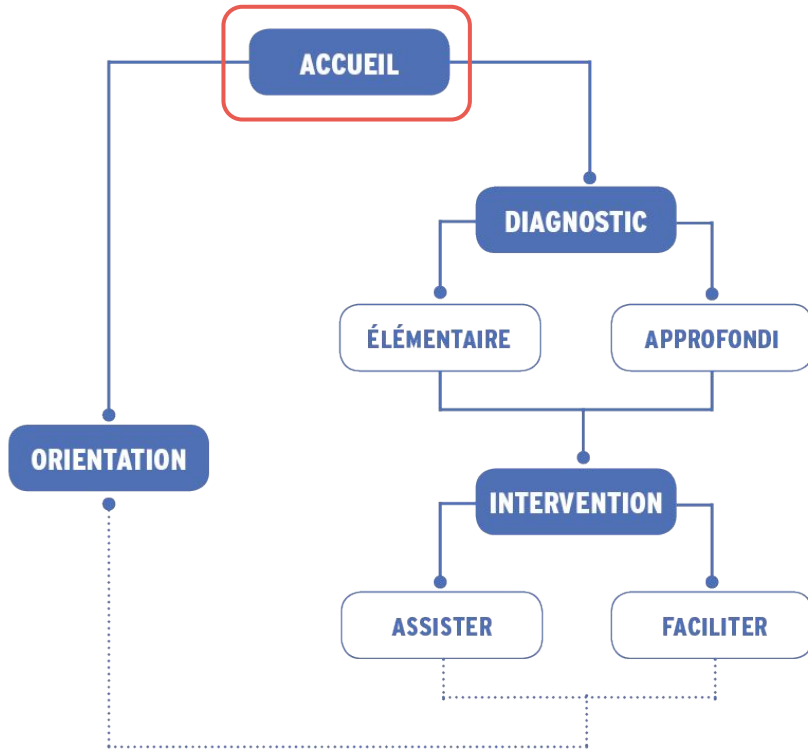 ACCUEIL
DIAGNOSTIC
ÉLÉMENTAIRE
APPROFONDI
ORIENTATION
INTERVENTION
ASSISTER
FACILITER